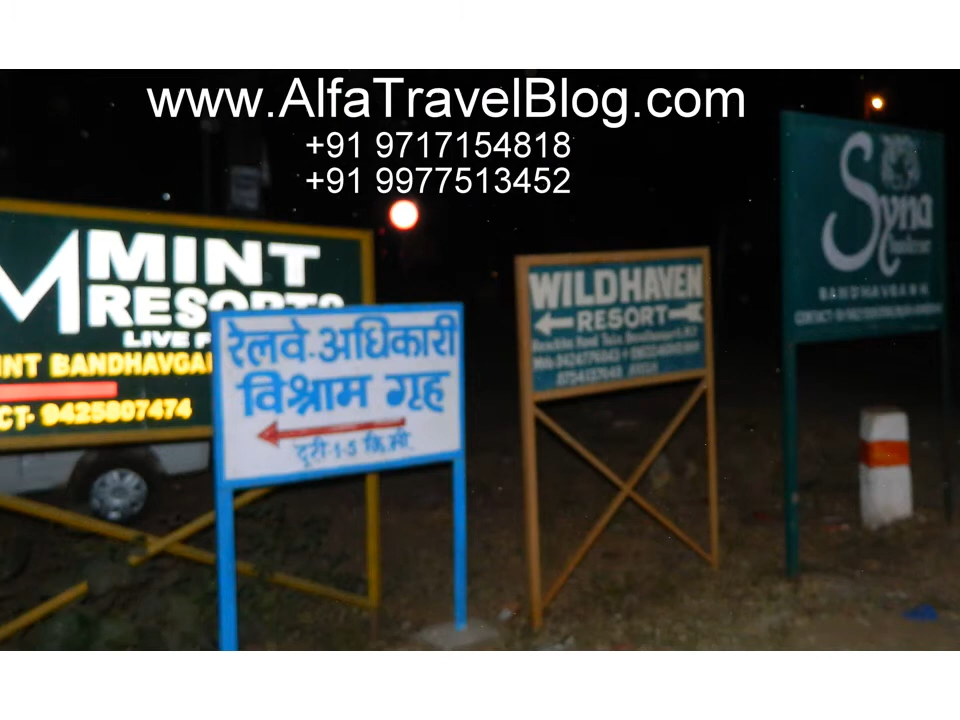 www.AlfaTravelBlog.com
+91 9717154818
+91 9977513452
MINT
RESORTS
LIVE F
INT BANDHAVGA
CT- 9425807474
रेलवे-अधिकारी
विश्राम गृह
दूरी-1-5 कि.मी.
WILDHAVEN
RESORT
Syna
BANDHAVGARH